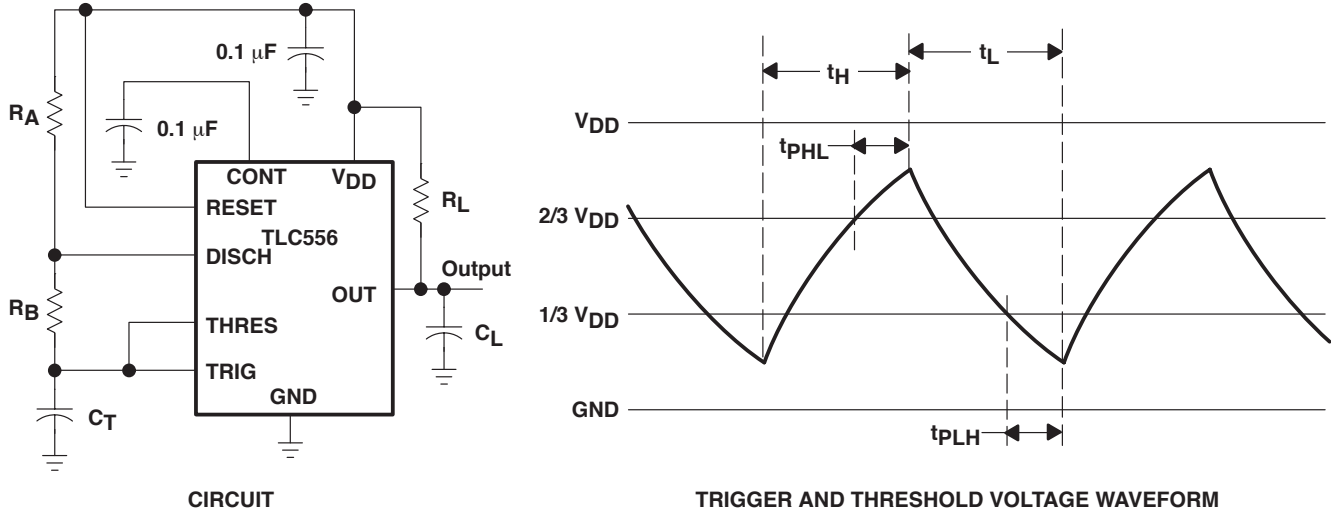 0.1 μF
RA
0.1 μF
CONT
VDD
RESET
RL
TLC556
DISCH
Output
RB
OUT
THRES
CL
TRIG
GND
CT
CIRCUIT
tH
tL
VDD
tPHL
2/3 VDD
1/3 VDD
GND
tPLH
TRIGGER AND THRESHOLD VOLTAGE WAVEFORM